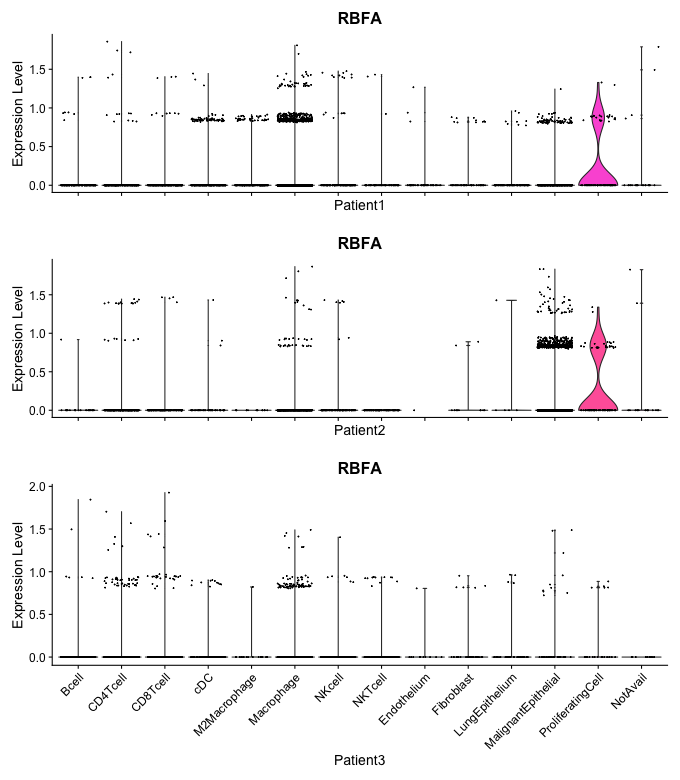 RBFA
Expression Level
1.5
1.0
0.5
0.0
Patient1
RBFA
Expression Level
1.5
1.0
0.5
0.0
Patient2
RBFA
Expression Level
2.0
1.5
1.0
0.5
0.0
Bcell
CD4Tcell
CD8Tcell
cDC
M2Macrophage
Macrophage
NKcell
NKTcell
Endothelium
Fibroblast
LungEpithelium
MalignantEpithelial
ProliferatingCell
NotAvail
Patient3